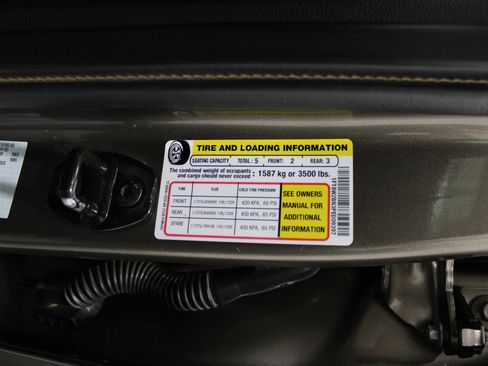 TIRE AND LOADING INFORMATION
SEATING CAPACITY TOTAL : 5 FRONT: 2 REAR: 3
The combined weight of occupants
and cargo should never exceed : 1587 kg or 3500 lbs.
TIRE SIZE COLD TIRE PRESSURE
FRONT 420 KPA, 60 PSI
REAR 450 KPA, 65 PSI
SPARE 450 KPA, 65 PSI
SEE OWNERS
MANUAL FOR
ADDITIONAL
INFORMATION